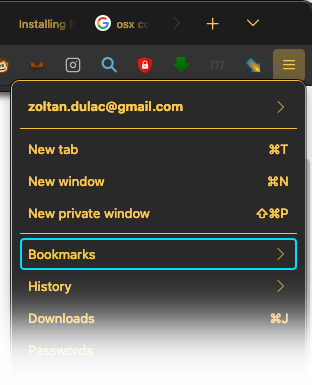 Installing E
osx co
zoltan.dulac@gmail.com
New tab ⌘T
New window ⌘N
New private window ⇧⌘P
Bookmarks
History
Downloads ⌘J
Passwords